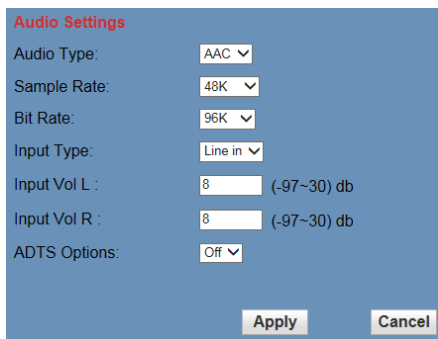 Audio Settings
Audio Type: AAC
Sample Rate: 48K
Bit Rate: 96K
Input Type: Line in
Input Vol L : 8 (-97~30) db
Input Vol R : 8 (-97~30) db
ADTS Options: Off
Apply Cancel